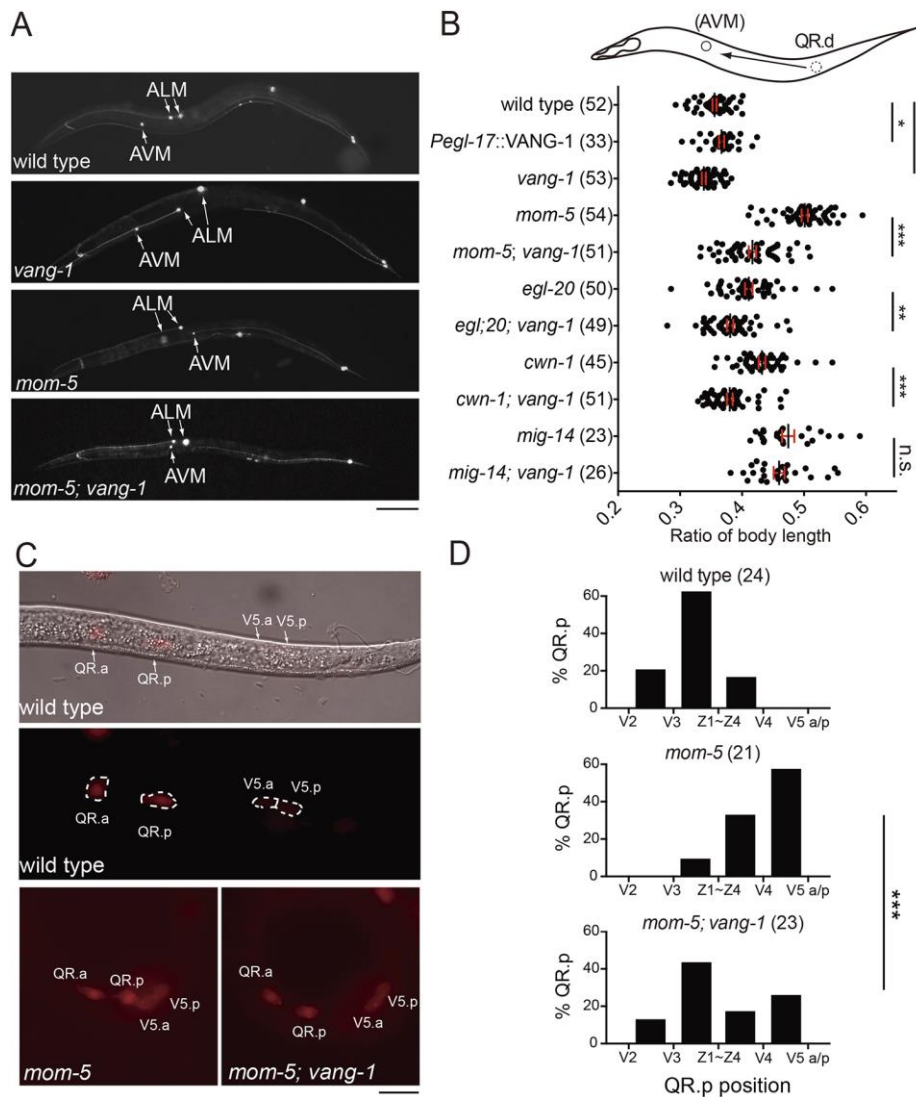 A
ALM
AVM
wild type
ALM
AVM
vang-1
ALM
AVM
mom-5
ALM
AVM
mom-5; vang-1
B
(AVM)
QR.d
wild type (52)
Pegl-17::VANG-1 (33)
vang-1 (53)
mom-5 (54)
mom-5; vang-1(51)
egl-20 (50)
egl;20; vang-1 (49)
cwn-1 (45)
cwn-1; vang-1 (51)
mig-14 (23)
mig-14; vang-1 (26)
*
***
**
***
n.s.
0.2 0.3 0.4 0.5 0.6
Ratio of body length
C
V5.a V5.p
QR.a QR.p
wild type
V5.a V5.p
QR.a QR.p
wild type
QR.a QR.p
V5.p
V5.a
mom-5
QR.a
V5.p
QR.p V5.a
mom-5; vang-1
D
wild type (24)
60
40
20
0
% QR.p
V2 V3 Z1~Z4 V4 V5 a/p
mom-5 (21)
60
40
20
0
% QR.p
V2 V3 Z1~Z4 V4 V5 a/p
mom-5; vang-1 (23)
60
40
20
0
% QR.p
V2 V3 Z1~Z4 V4 V5 a/p
QR.p position
***